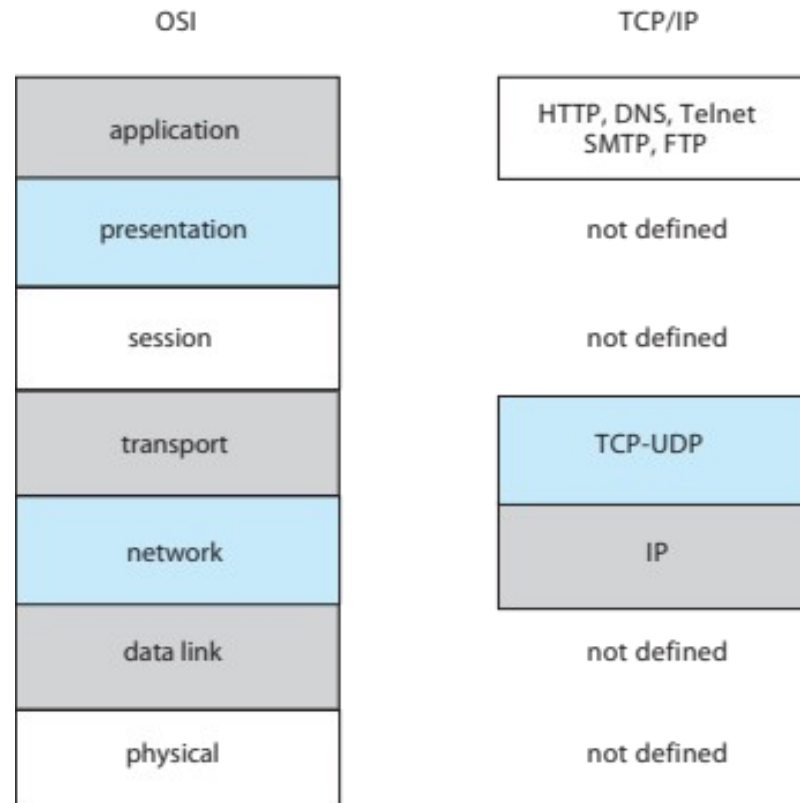 OSI
TCP/IP
application
HTTP, DNS, Telnet
SMTP, FTP
presentation
not defined
session
not defined
transport
TCP-UDP
network
IP
data link
not defined
physical
not defined